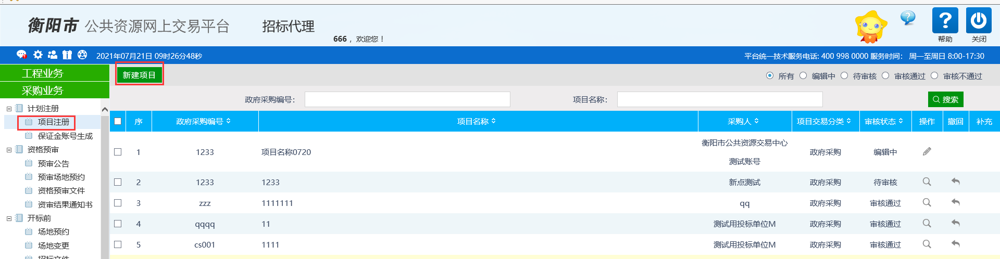 衡阳市 公共资源网上交易平台 招标代理
666， 欢迎您！
帮助 关闭
2021年07月21日 09时26分48秒 平台统一技术服务电话: 400 998 0000 服务时间： 周一至周日 8:00-17:30
工程业务
采购业务
计划注册
项目注册
保证金账号生成
资格预审
预审公告
预审场地预约
资格预审文件
资审结果通知书
开标前
场地预约
场地变更
招标文件
新建项目 所有 编辑中 待审核 审核通过 审核不通过
政府采购编号： 项目名称： 搜索
序 政府采购编号 项目名称 采购人 项目交易分类 审核状态 操作 撤回 补充
1 1233 项目名称0720 衡阳市公共资源交易中心测试账号 政府采购 编辑中
2 1233 1233 新点测试 政府采购 待审核
3 zzz 1111111 qq 政府采购 审核通过
4 qqqq 11 测试用投标单位M 政府采购 审核通过
5 cs001 1111 测试用投标单位M 政府采购 审核通过